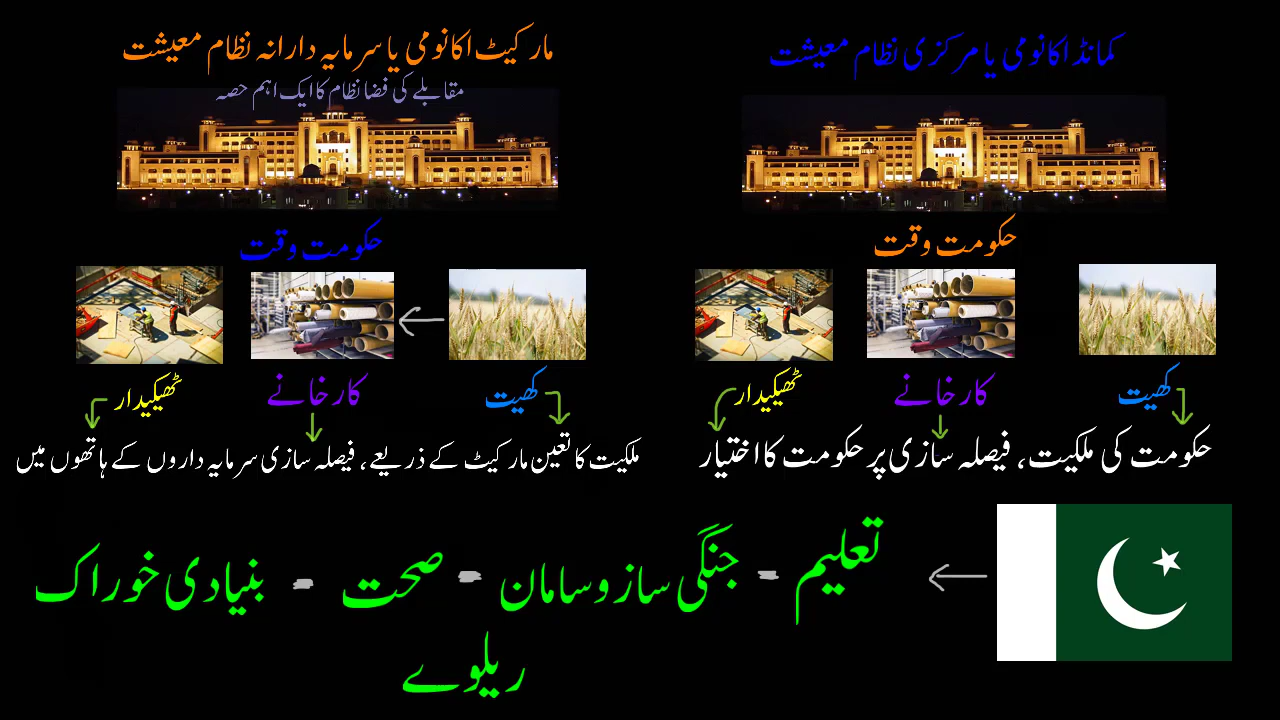 کمانڈ اکانومی یا مرکزی نظام معیشت
حکومت وقت
کھیت
کارخانے
ٹھیکیدار
حکومت کی ملکیت، فیصلہ سازی پر حکومت کا اختیار
مارکیٹ اکانومی یا سرمایہ دارانہ نظام معیشت
مقابلے کی فضا نظام کا ایک اہم حصہ
حکومت وقت
کھیت
کارخانے
ٹھیکیدار
ملکیت کا تعین مارکیٹ کے ذریعے، فیصلہ سازی سرمایہ داروں کے ہاتھوں میں
تعلیم - جنگی سازوسامان - صحت - بنیادی خوراک
ریلوے